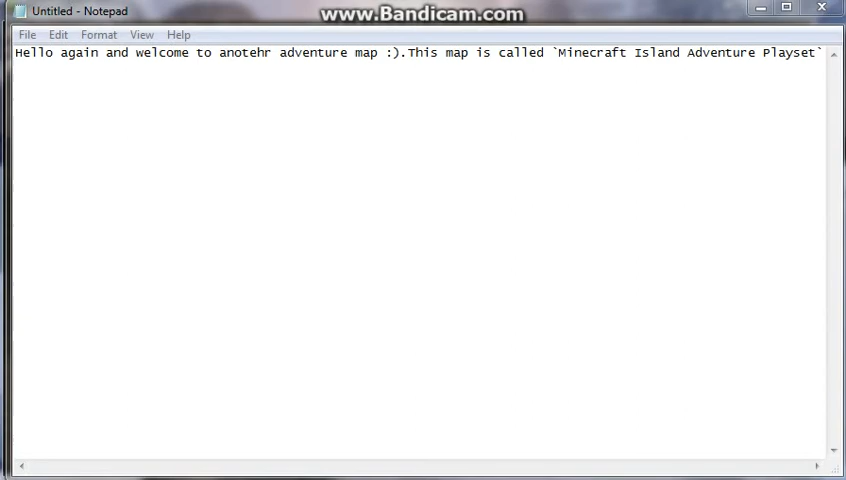 www.Bandicam.com
Untitled - Notepad
File Edit Format View Help
Hello again and welcome to anotehr adventure map :).This map is called `Minecraft Island Adventure Playset`